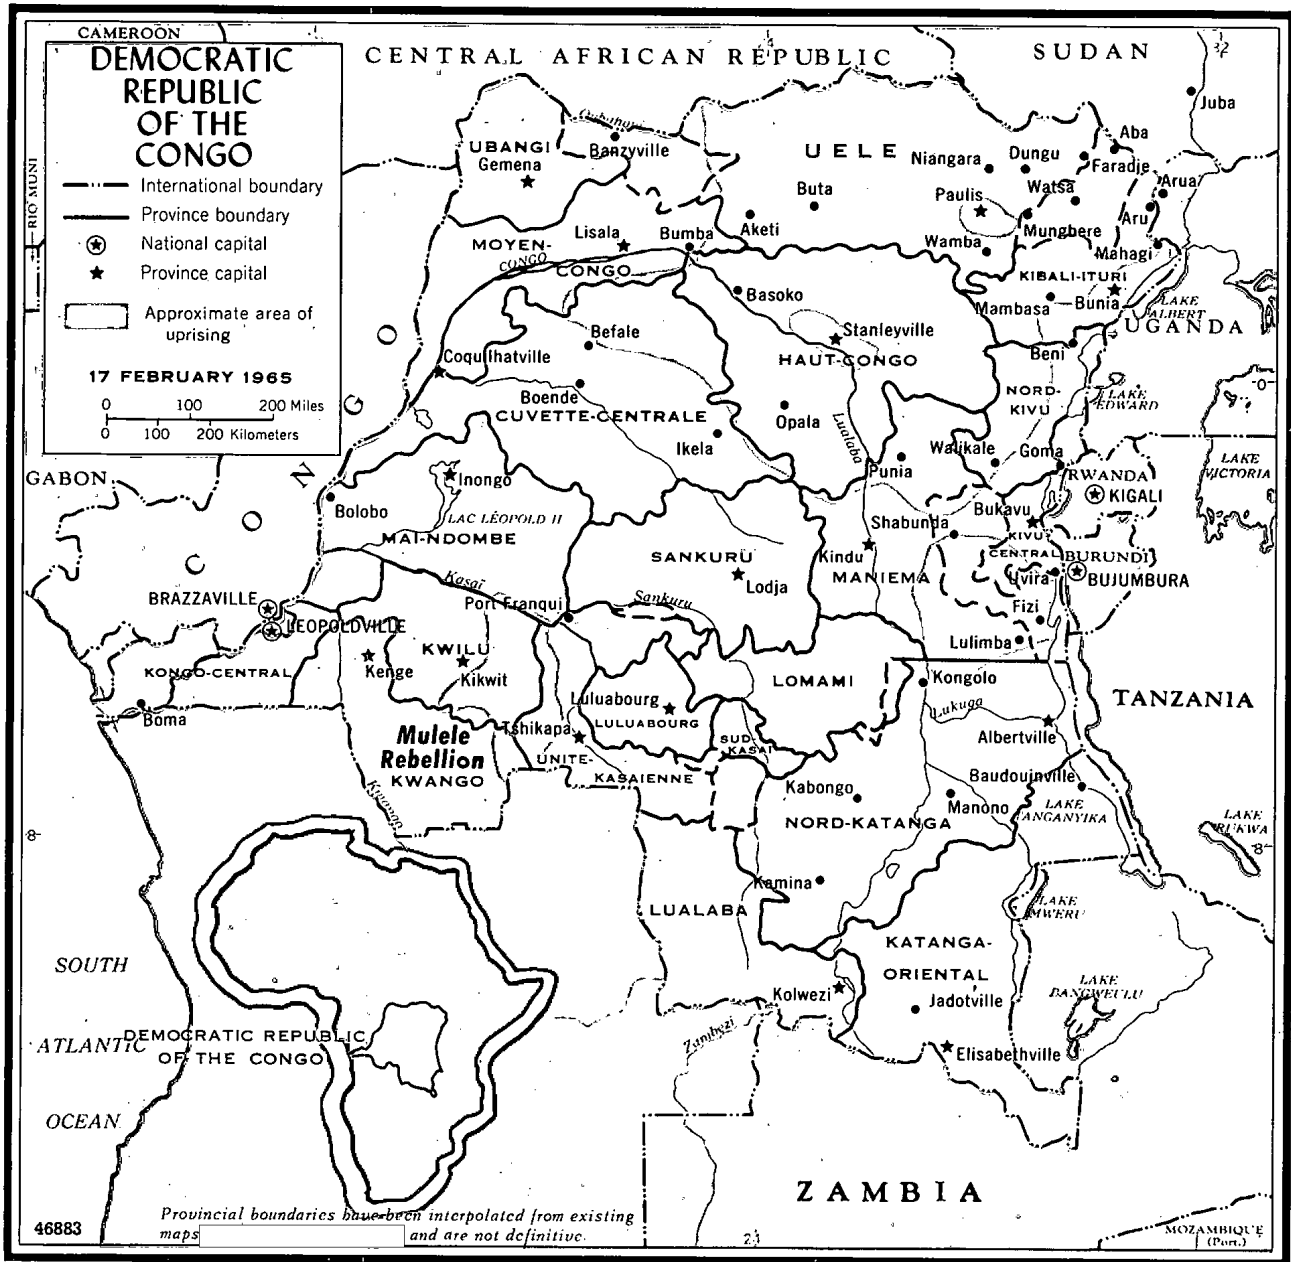 CAMEROON
DEMOCRATIC
REPUBLIC
OF THE
CONGO
International boundary
Province boundary
National capital
Province capital
Approximate area of
uprising
17 FEBRUARY 1965
0 100 200 Miles
0 100 200 Kilometers
CENTRAL AFRICAN REPUBLIC
SUDAN
32
Juba
RIO MUNI
UBANGI
Gemena
Banzyville
UELE
Niangara
Dungu
Aba
Faradje
Watsa
Arua
Buta
Paulis
Aru
Aketi
Mungbere
Wamba
Mahagi
MOYEN-
CONGO
CONGO
Lisala
Bumba
KIBALI-ITURI
Mambasa
Bunia
LAKE
ALBERT
UGANDA
Basoko
Stanleyville
HAUT-CONGO
Befale
Coquilhatville
Boende
CUVETTE-CENTRALE
Ikela
Opala
Lualaba
Beni
NORD-
KIVU
LAKE
EDWARD
0
Walikale
Goma
Punia
LAKE
VICTORIA
RWANDA
KIGALI
GABON
CONGO
Inongo
Bolobo
LAC LÉOPOLD II
MAI-NDOMBE
SANKURU
Lodja
Shabunda
Bukavu
KIVU
CENTRAL
Kindu
MANIEMA
BURUNDI
Uvira
BUJUMBURA
Fizi
Lulimba
Kasai
Port Franqui
Sankuru
BRAZZAVILLE
LEOPOLDVILLE
KONGO-CENTRAL
Boma
Kenge
KWILU
Kikwit
Luluabourg
LULUABOURG
LOMAMI
Kongolo
Lukuga
Albertville
TANZANIA
Mulele
Rebellion
KWANGO
Kwango
Tshikapa
UNITE-
KASAIENNE
SUD-
KASAI
Kabongo
Baudouinville
Manono
LAKE
TANGANYIKA
NORD-KATANGA
LAKE
RUKWA
8
8
Kamina
LUALABA
LAKE
MWERU
KATANGA-
ORIENTAL
Kolwezi
Jadotville
Elisabethville
LAKE
BANGWEULU
Zambezi
SOUTH
ATLANTIC
OCEAN
DEMOCRATIC REPUBLIC
OF THE CONGO
ZAMBIA
46883
Provincial boundaries have been interpolated from existing
maps and are not definitive.
24
MOZAMBIQUE
(Port.)